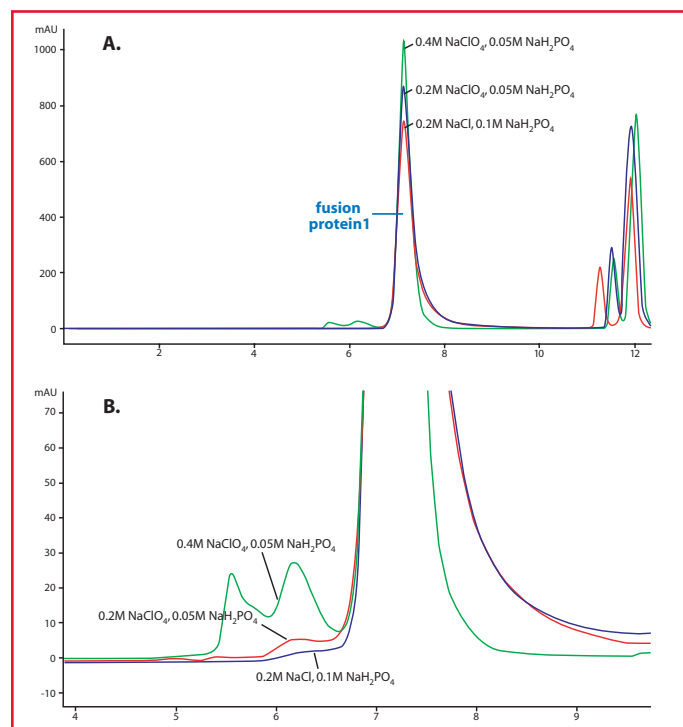 mAU
A.
1000
800
600
400
200
0
0.4M NaClO₄, 0.05M NaH₂PO₄
0.2M NaClO₄, 0.05M NaH₂PO₄
0.2M NaCl, 0.1M NaH₂PO₄
fusion
protein1
2
4
6
8
10
12
mAU
B.
70
60
50
40
30
20
10
0
-10
0.4M NaClO₄, 0.05M NaH₂PO₄
0.2M NaClO₄, 0.05M NaH₂PO₄
0.2M NaCl, 0.1M NaH₂PO₄
4
5
6
7
8
9